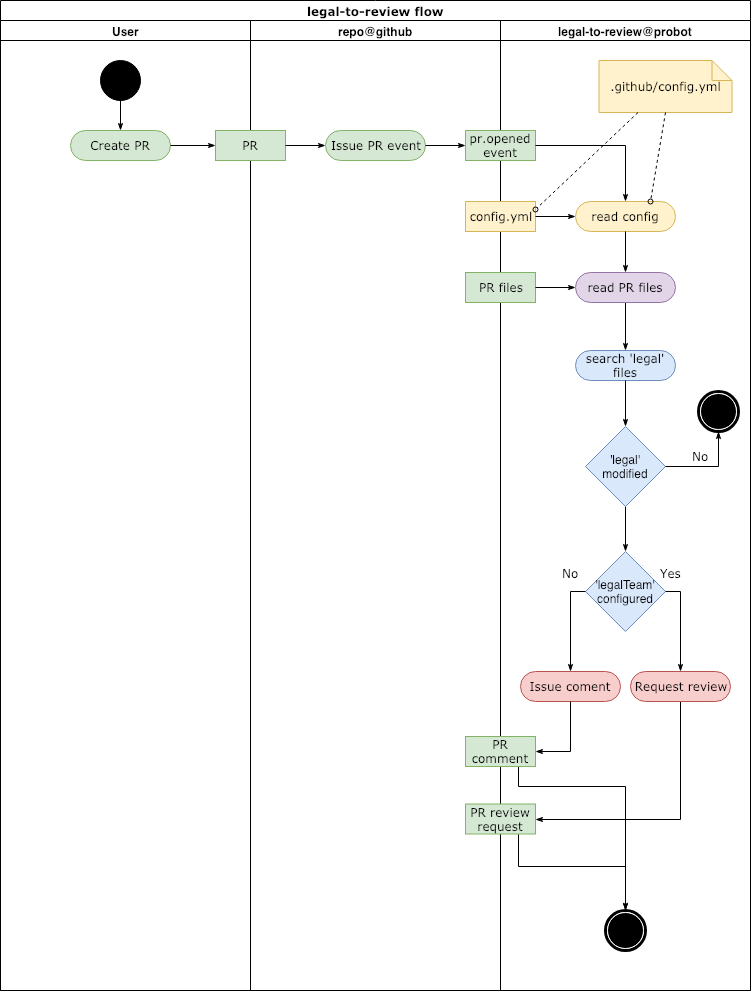 legal-to-review flow
User
repo@github
legal-to-review@probot
.github/config.yml
Create PR
PR
Issue PR event
pr.opened
event
config.yml
read config
PR files
read PR files
search 'legal'
files
'legal'
modified
No
'legalTeam'
configured
No
Yes
Issue coment
Request review
PR
comment
PR review
request